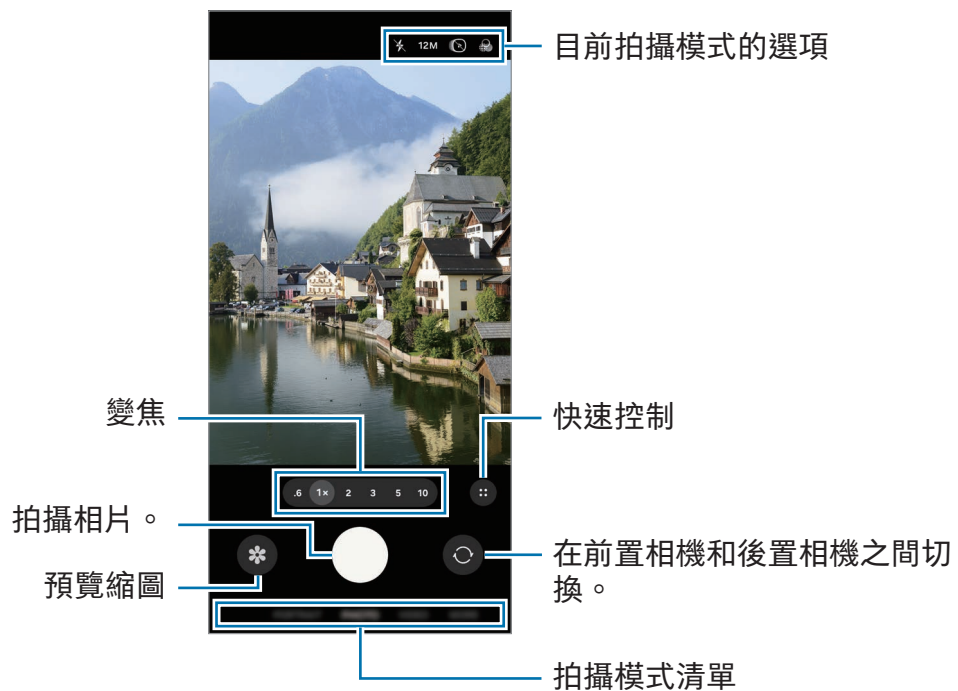 12M
目前拍攝模式的選項
變焦
快速控制
.6 1× 2 3 5 10
拍攝相片。
在前置相機和後置相機之間切
換。
預覽縮圖
PHOTO
拍攝模式清單